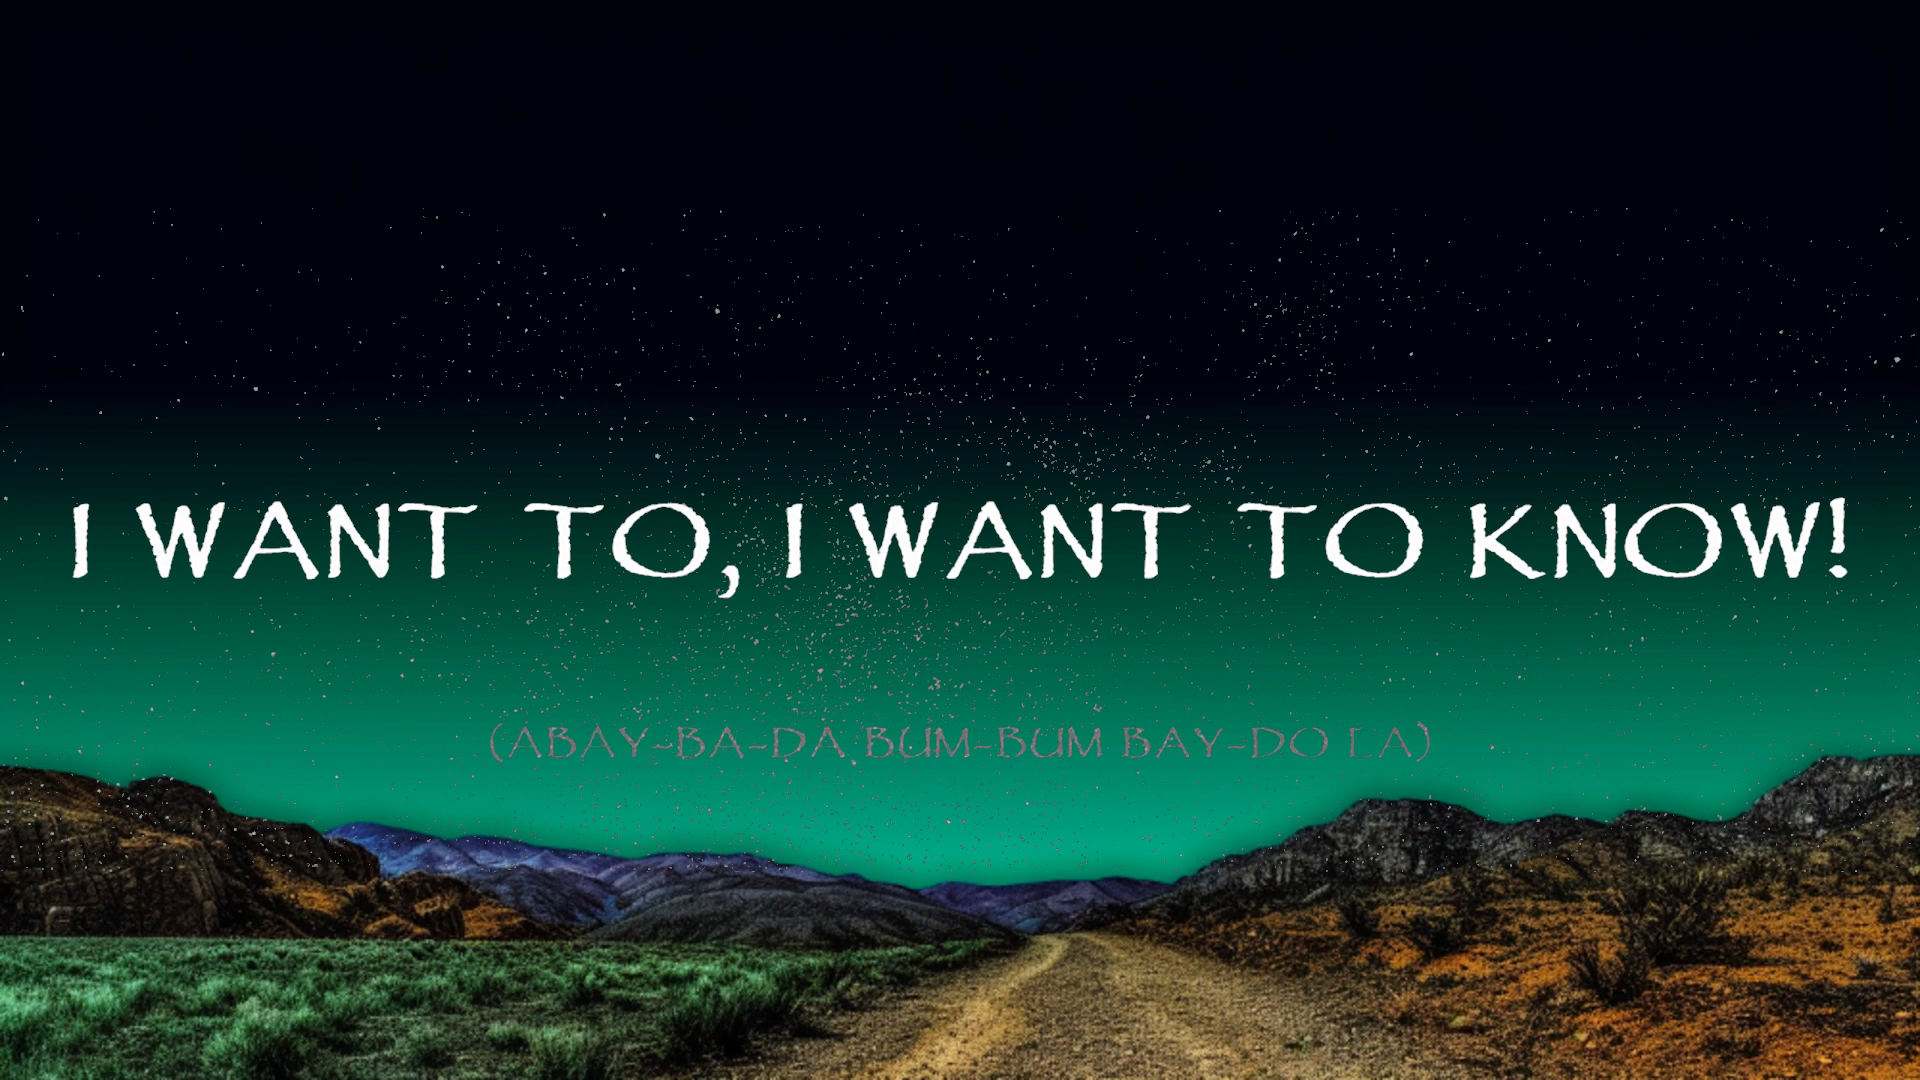 I WANT TO, I WANT TO KNOW!
(ABAY-BA-DA BUM-BUM BAY-DO LA)